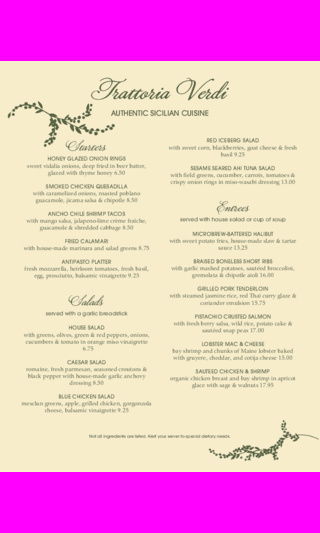 Trattoria Verdi
AUTHENTIC SICILIAN CUISINE
Starters
HONEY GLAZED ONION RINGS
sweet vidalia onions, deep fried in beer batter,
glazed with thyme honey 6.50
SMOKED CHICKEN QUESADILLA
with caramelised onions, roasted poblano
guacamole, jicama salsa & chipotle 8.50
ANCHO CHILE SHRIMP TACOS
with mango salsa, jalapeno-lime crème fraiche,
guacamole & shredded cabbage 8.50
FRIED CALAMARI
with house-made marinara and salad greens 8.75
ANTIPASTO PLATTER
fresh mozzarella, heirloom tomatoes, fresh basil,
egg, prosciutto, balsamic vinaigrette 9.25
Salads
served with a garlic breadstick
HOUSE SALAD
with greens, olives, green & red peppers, onions,
cucumbers & tomato in orange miso vinaigrette
6.75
CAESAR SALAD
romaine, fresh parmesan, seasoned croutons &
black pepper with house-made garlic anchovy
dressing 8.50
BLUE CHICKEN SALAD
mesclun greens, apple, grilled chicken, gorgonzola
cheese, balsamic vinaigrette 9.25
RED ICEBERG SALAD
with sweet corn, blackberries, goat cheese & fresh
basil 9.25
SESAME SEARED AHI TUNA SALAD
with field greens, cucumber, carrots, tomatoes &
crispy onion rings in miso-wasabi dressing 13.00
Entrees
served with house salad or cup of soup
MICROBREW-BATTERED HALIBUT
with sweet potato fries, house-made slaw & tartar
sauce 13.25
BRAISED BONELESS SHORT RIBS
with garlic mashed potatoes, sautéed broccolini,
gremolata & chipotle aioli 16.00
GRILLED PORK TENDERLOIN
with steamed jasmine rice, red Thai curry glaze &
coriander emulsion 15.75
PISTACHIO CRUSTED SALMON
with fresh berry salsa, wild rice, potato cake &
sautéed snap peas 17.00
LOBSTER MAC & CHEESE
bay shrimp and chunks of Maine lobster baked
with gruyere, cheddar, and cotija cheese 15.00
SAUTEED CHICKEN & SHRIMP
organic chicken breast and bay shrimp in apricot
glaze with sage & walnuts 17.95
Not all ingredients are listed. Alert your server to special dietary needs.